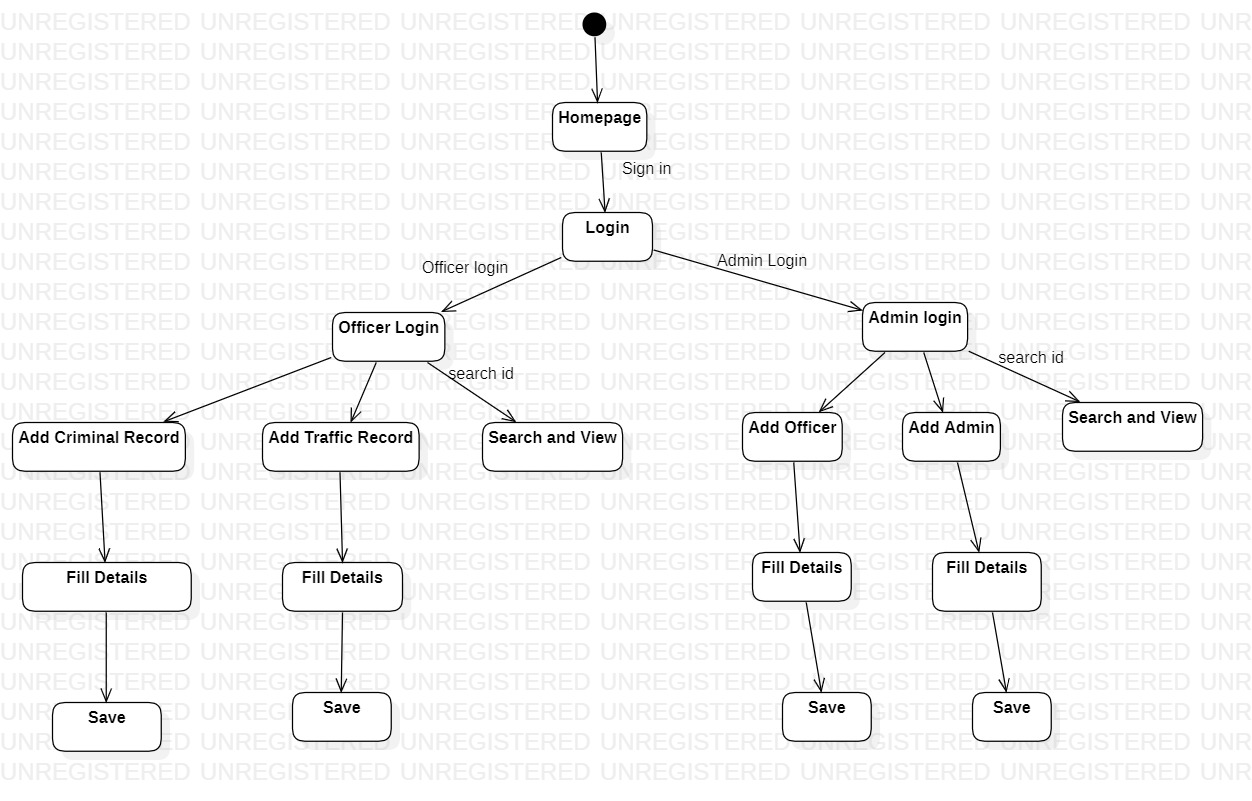 Homepage
Sign in
Login
Officer login
Admin Login
Officer Login
Admin login
search id
search id
Add Criminal Record
Add Traffic Record
Search and View
Add Officer
Add Admin
Search and View
Fill Details
Fill Details
Fill Details
Fill Details
Save
Save
Save
Save
UNREGISTERED